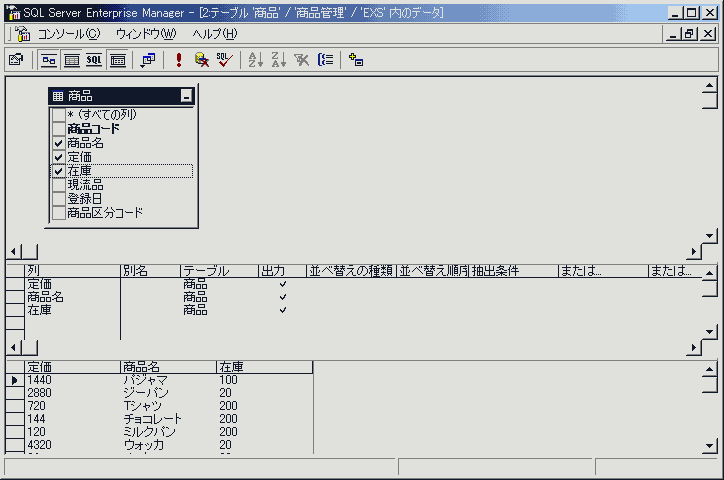 SQL Server Enterprise Manager - [2:テーブル '商品' / '商品管理' / 'EXS' 内のデータ]
コンソール(C) ウィンドウ(W) ヘルプ(H)
SQL SQL A Z Z A
商品
* (すべての列)
商品コード
商品名
定価
在庫
現流品
登録日
商品区分コード
列 別名 テーブル 出力 並べ替えの種類 並べ替え順序 抽出条件 または... または...
定価 商品
商品名 商品
在庫 商品
定価 商品名 在庫
1440 パジャマ 100
2880 ジーパン 20
720 Tシャツ 200
144 チョコレート 200
120 ミルクパン 200
4320 ウォッカ 20